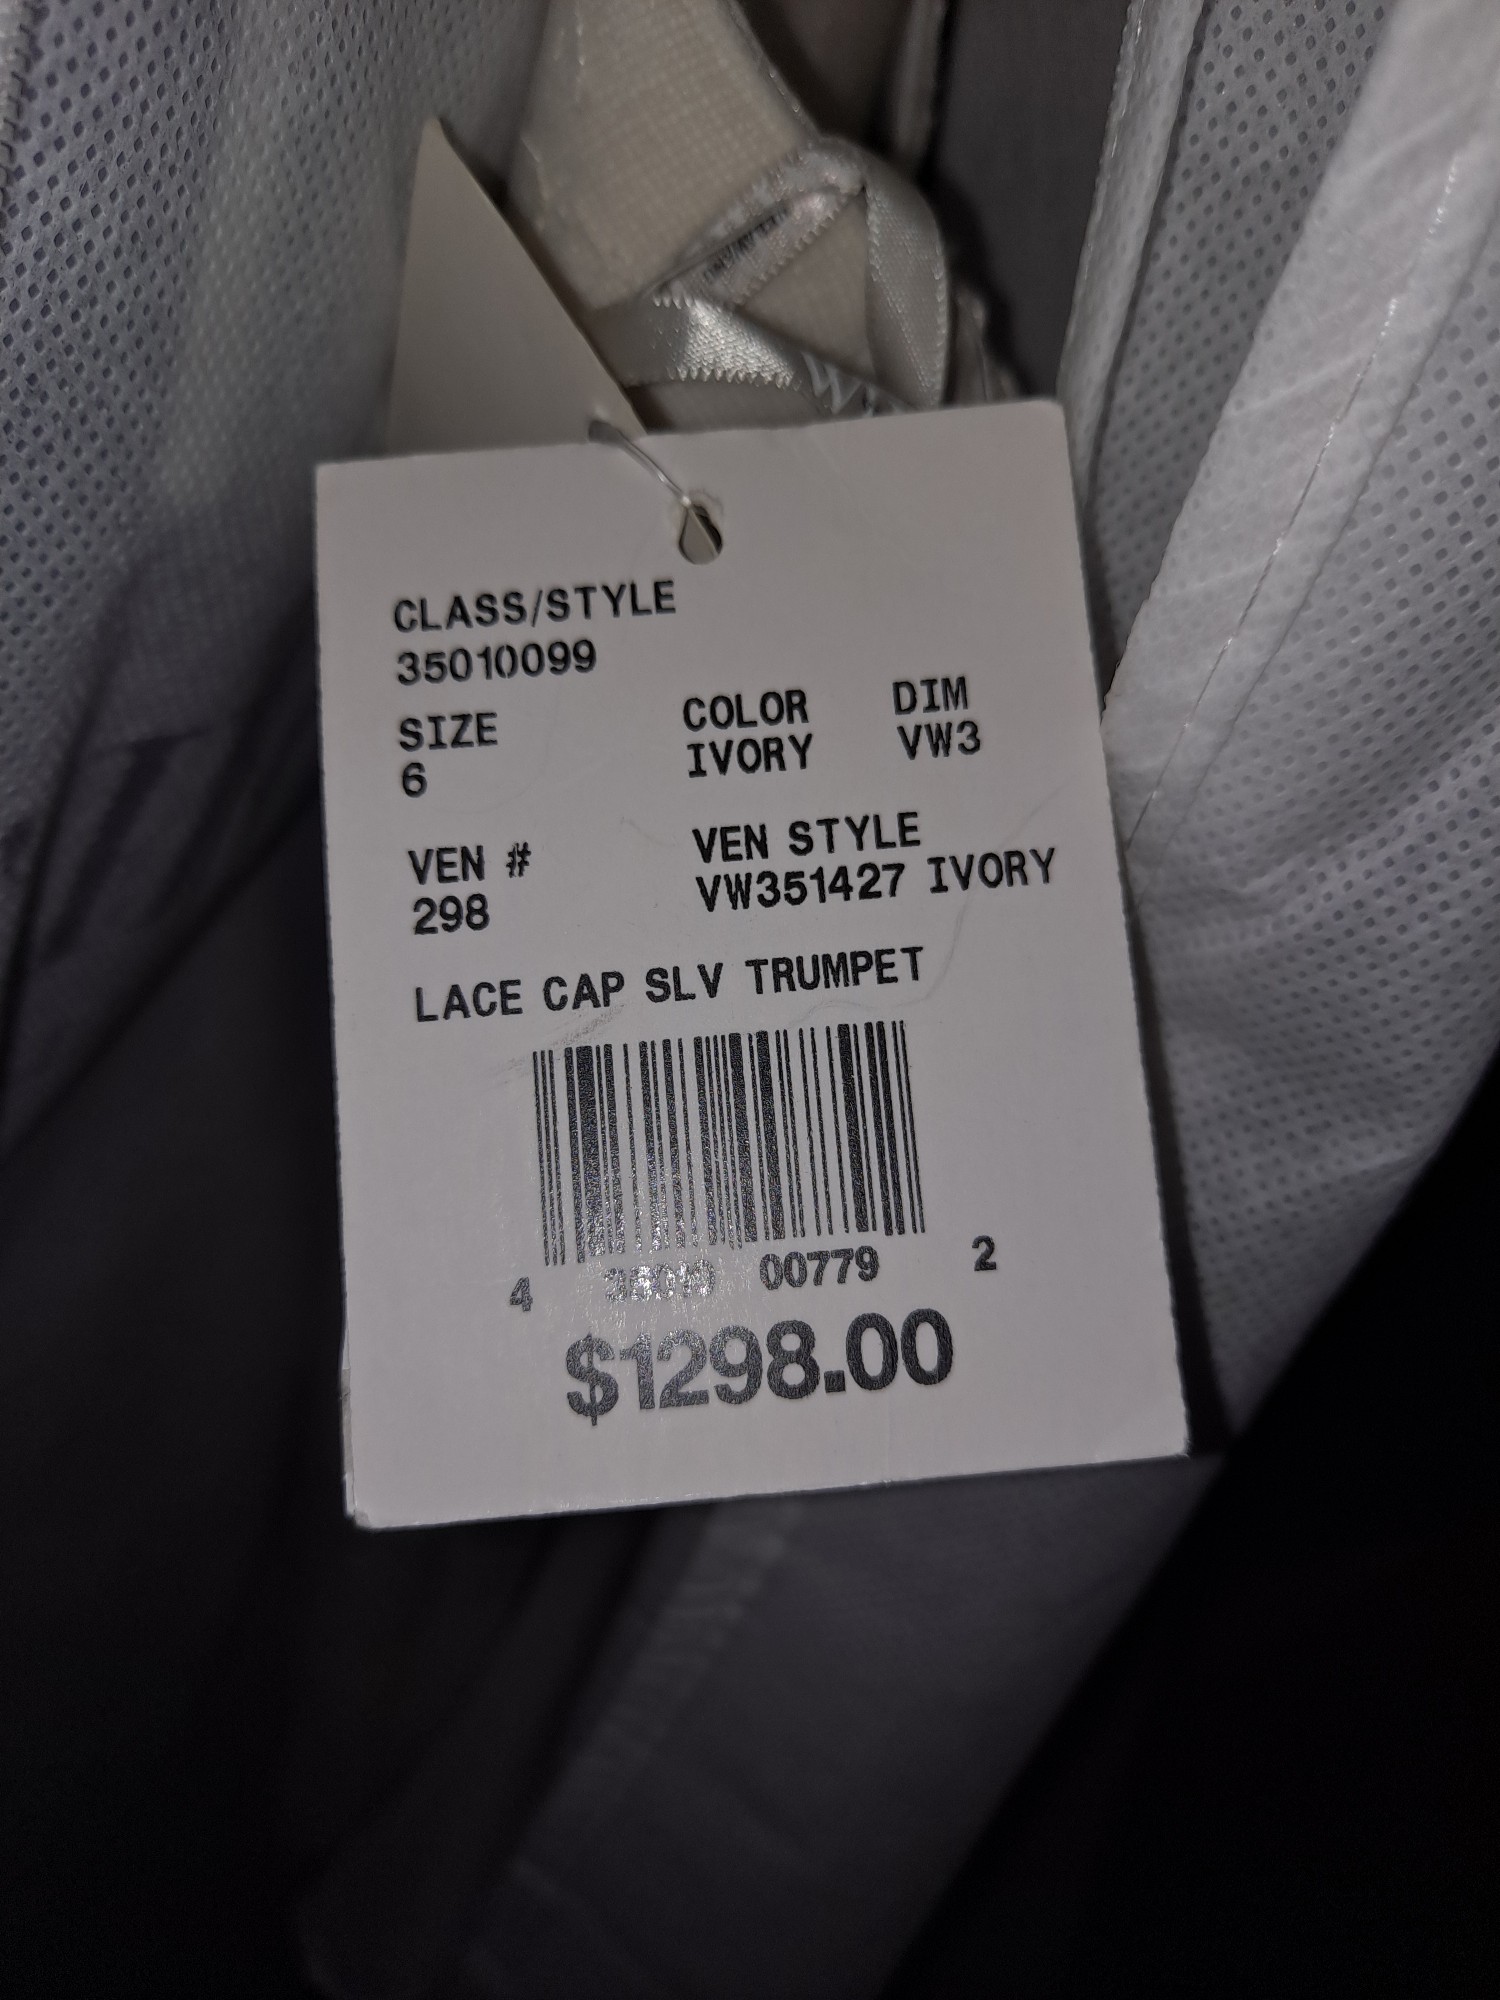 CLASS/STYLE
35010099
SIZE COLOR DIM
6 IVORY VW3
VEN # VEN STYLE
298 VW351427 IVORY
LACE CAP SLV TRUMPET
4 35010 00779 2
$1298.00